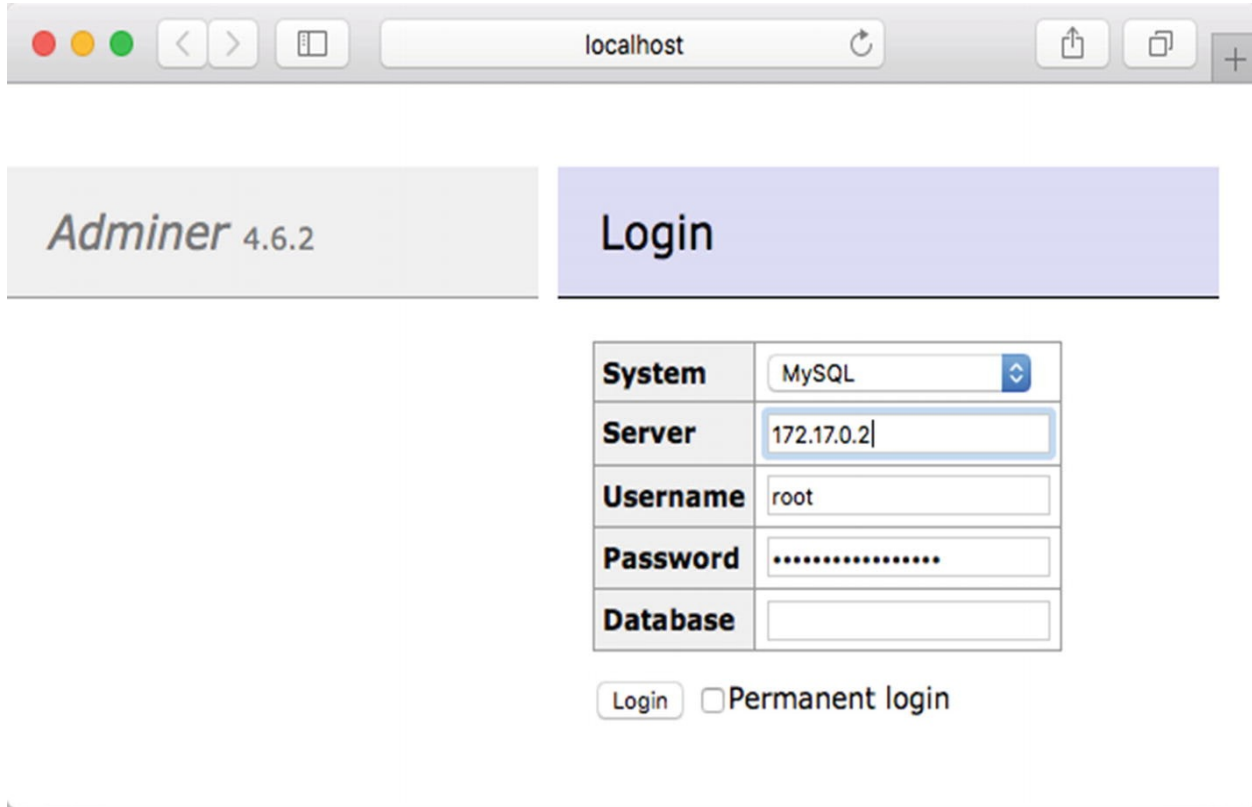 localhost
Adminer 4.6.2
Login
System MySQL
Server 172.17.0.2
Username root
Password •••••••••••••••••
Database
Login Permanent login